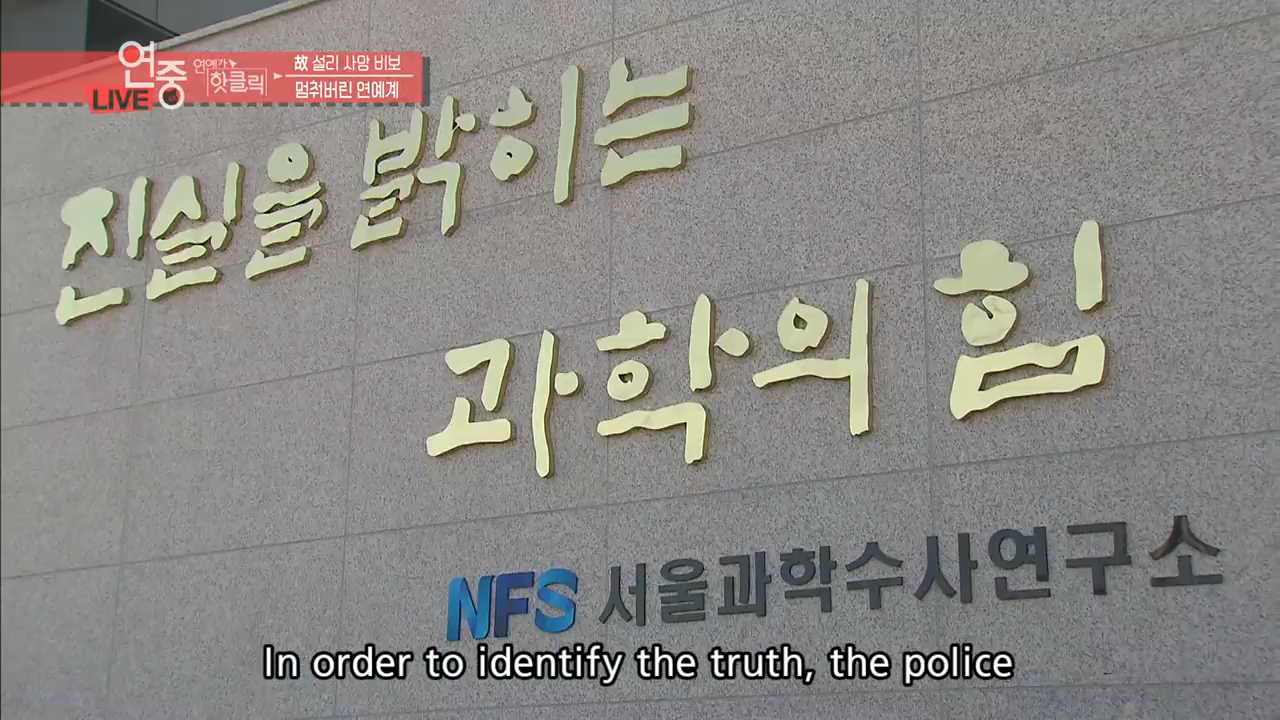 연중
LIVE
연예가
핫클릭
故 설리 사망 비보
멈춰버린 연예계
진실을 밝히는
과학의 힘
NFS 서울과학수사연구소
In order to identify the truth, the police